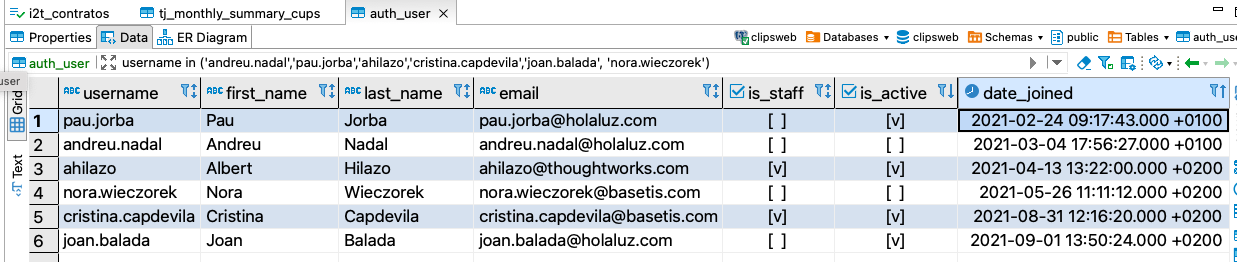 i2t_contratos tj_monthly_summary_cups auth_user
Properties Data ER Diagram clipsweb Databases clipsweb Schemas public Tables auth_us
auth_user username in ('andreu.nadal','pau.jorba','ahilazo','cristina.capdevila','joan.balada', 'nora.wieczorek')
user
Grid
Text
ABC username ABC first_name ABC last_name ABC email is_staff is_active date_joined
1 pau.jorba Pau Jorba pau.jorba@holaluz.com [ ] [v] 2021-02-24 09:17:43.000 +0100
2 andreu.nadal Andreu Nadal andreu.nadal@holaluz.com [ ] [ ] 2021-03-04 17:56:27.000 +0100
3 ahilazo Albert Hilazo ahilazo@thoughtworks.com [v] [v] 2021-04-13 13:22:00.000 +0200
4 nora.wieczorek Nora Wieczorek nora.wieczorek@basetis.com [ ] [ ] 2021-05-26 11:11:12.000 +0200
5 cristina.capdevila Cristina Capdevila cristina.capdevila@basetis.com [v] [v] 2021-08-31 12:16:20.000 +0200
6 joan.balada Joan Balada joan.balada@holaluz.com [ ] [v] 2021-09-01 13:50:24.000 +0200